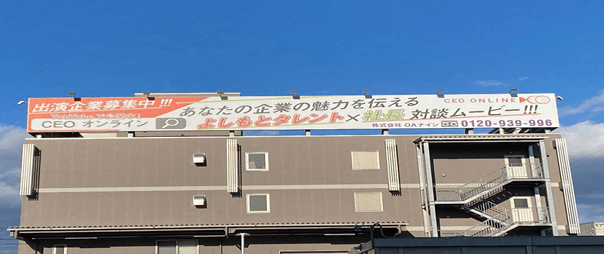 出演企業募集中!!!
CEO オンライン
あなたの企業の魅力を伝える
よしもとタレント×社長 対談ムービー!!!
CEO ONLINE
株式会社 OAナイン 0120-939-996